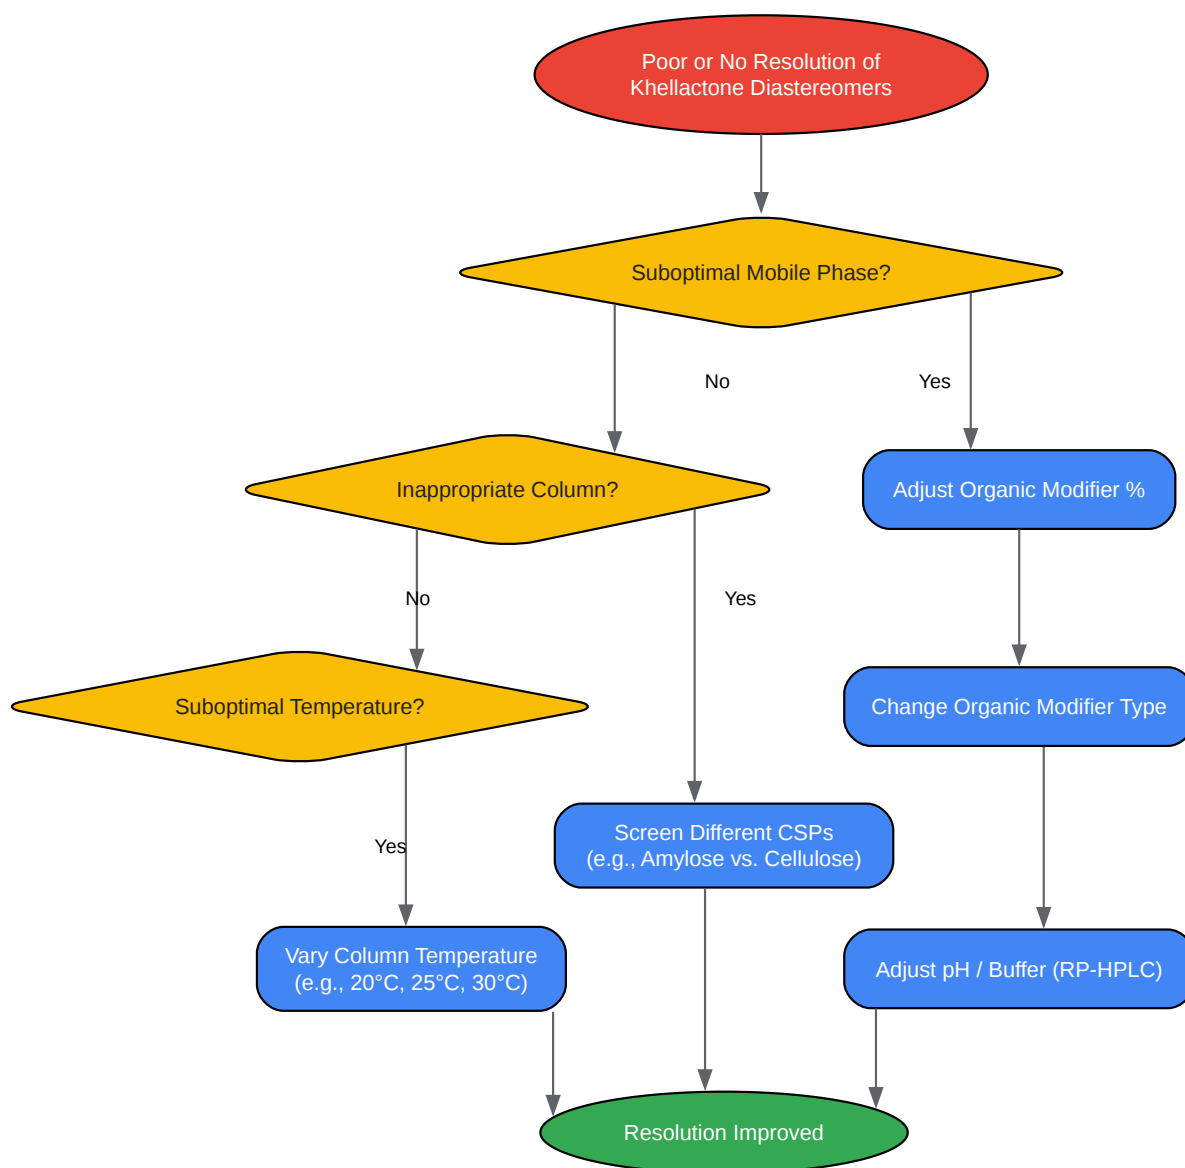 Poor or No Resolution of
Khellactone Diastereomers
Suboptimal Mobile Phase?
No
Yes
Inappropriate Column?
Adjust Organic Modifier %
No
Yes
Suboptimal Temperature?
Change Organic Modifier Type
Yes
Screen Different CSPs
(e.g., Amylose vs. Cellulose)
Vary Column Temperature
(e.g., 20°C, 25°C, 30°C)
Adjust pH / Buffer (RP-HPLC)
Resolution Improved